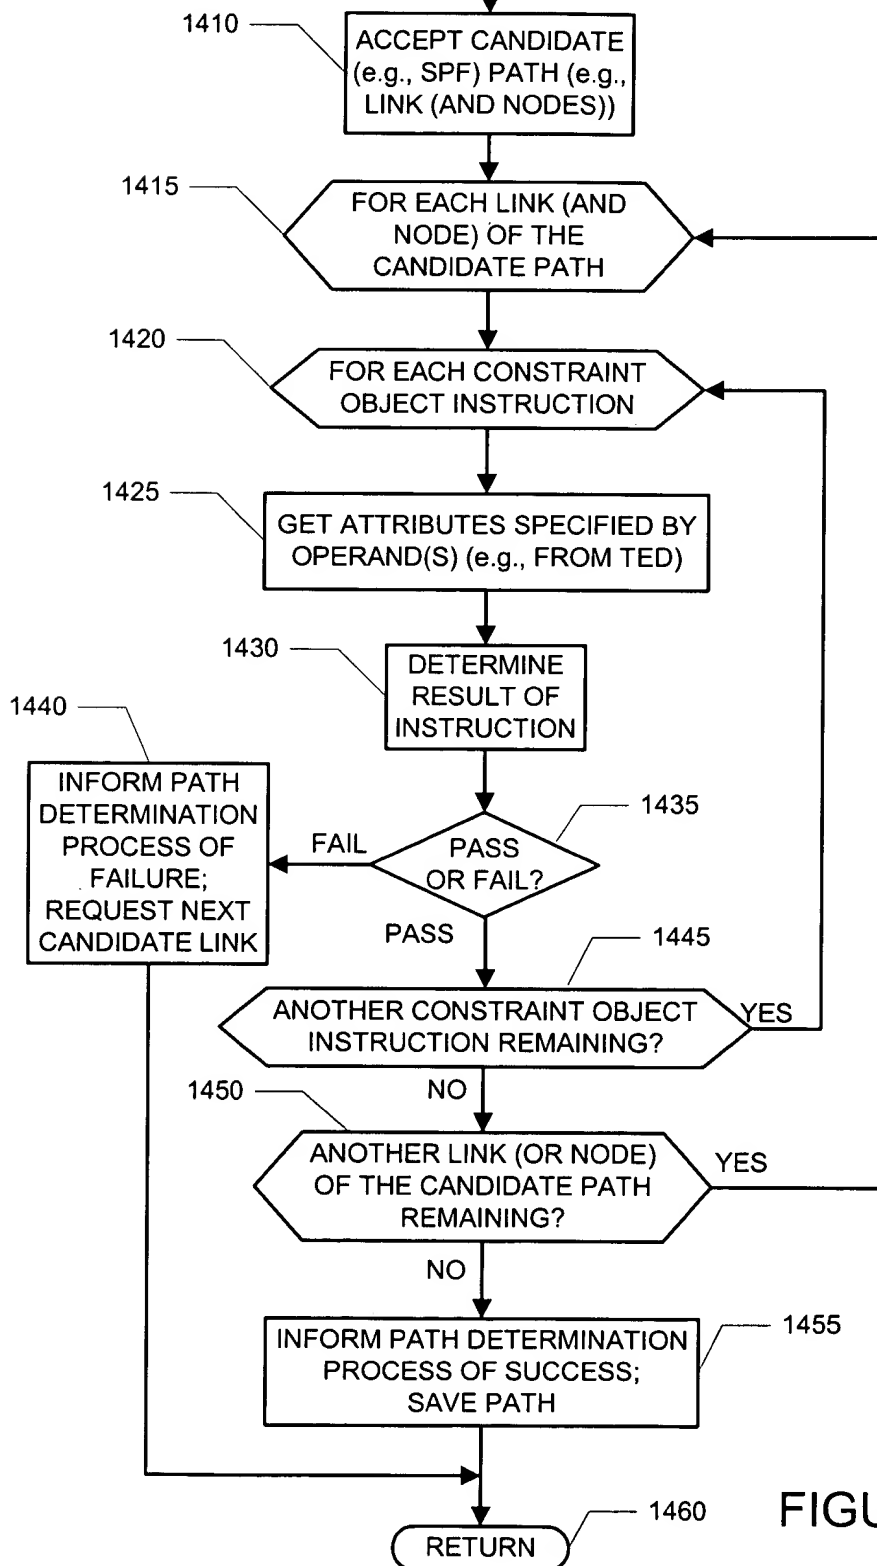 1410
ACCEPT CANDIDATE
(e.g., SPF) PATH (e.g.,
LINK (AND NODES))
1415
FOR EACH LINK (AND
NODE) OF THE
CANDIDATE PATH
1420
FOR EACH CONSTRAINT
OBJECT INSTRUCTION
1425
GET ATTRIBUTES SPECIFIED BY
OPERAND(S) (e.g., FROM TED)
1430
DETERMINE
RESULT OF
INSTRUCTION
1440
INFORM PATH
DETERMINATION
PROCESS OF
FAILURE;
REQUEST NEXT
CANDIDATE LINK
1435
FAIL
PASS
OR FAIL?
PASS
1445
ANOTHER CONSTRAINT OBJECT
INSTRUCTION REMAINING?
YES
NO
1450
ANOTHER LINK (OR NODE)
OF THE CANDIDATE PATH
REMAINING?
YES
NO
1455
INFORM PATH DETERMINATION
PROCESS OF SUCCESS;
SAVE PATH
1460
RETURN
FIGU